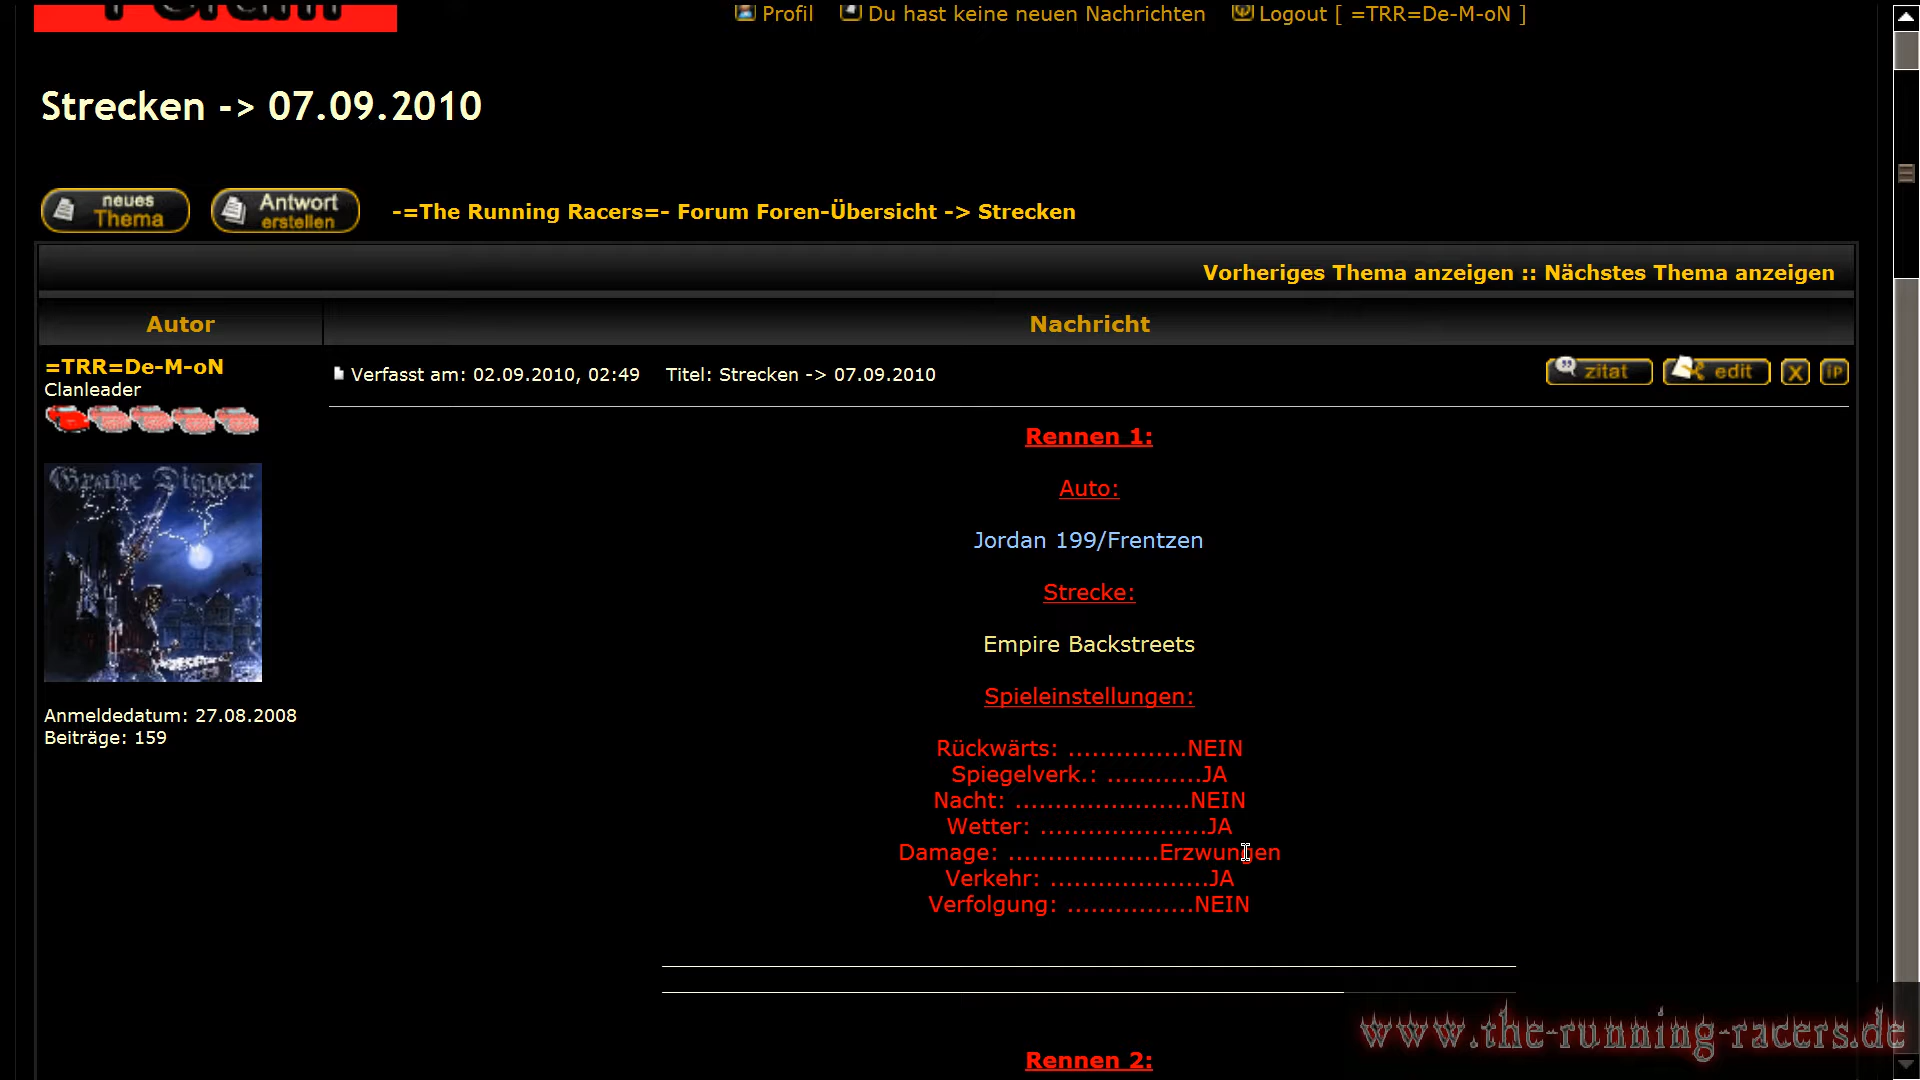 Forum
Profil Du hast keine neuen Nachrichten Logout [ =TRR=De-M-oN ]
Strecken -> 07.09.2010
neues Thema
Antwort erstellen
-=The Running Racers=- Forum Foren-Übersicht -> Strecken
Vorheriges Thema anzeigen :: Nächstes Thema anzeigen
Autor Nachricht
=TRR=De-M-oN
Clanleader
Grave Digger
Anmeldedatum: 27.08.2008
Beiträge: 159
Verfasst am: 02.09.2010, 02:49 Titel: Strecken -> 07.09.2010
zitat edit X iP
Rennen 1:
Auto:
Jordan 199/Frentzen
Strecke:
Empire Backstreets
Spieleinstellungen:
Rückwärts: ...............NEIN
Spiegelverk.: ............JA
Nacht: ......................NEIN
Wetter: .....................JA
Damage: ...................Erzwungen
Verkehr: ....................JA
Verfolgung: ................NEIN
Rennen 2:
www.the-running-racers.de